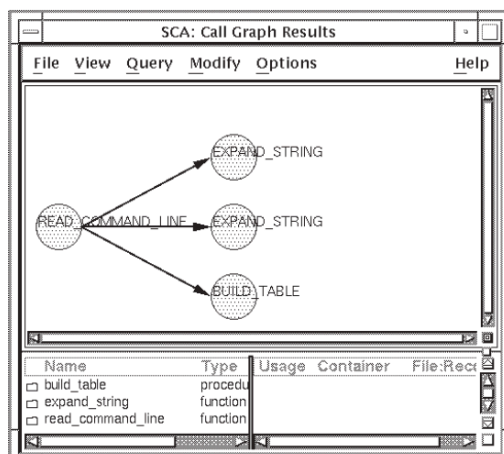 SCA: Call Graph Results
File View Query Modify Options Help
EXPAND_STRING
READ_COMMAND_LINE
EXPAND_STRING
BUILD_TABLE
Name Type Usage Container File:Reco
build_table procedu
expand_string function
read_command_line function